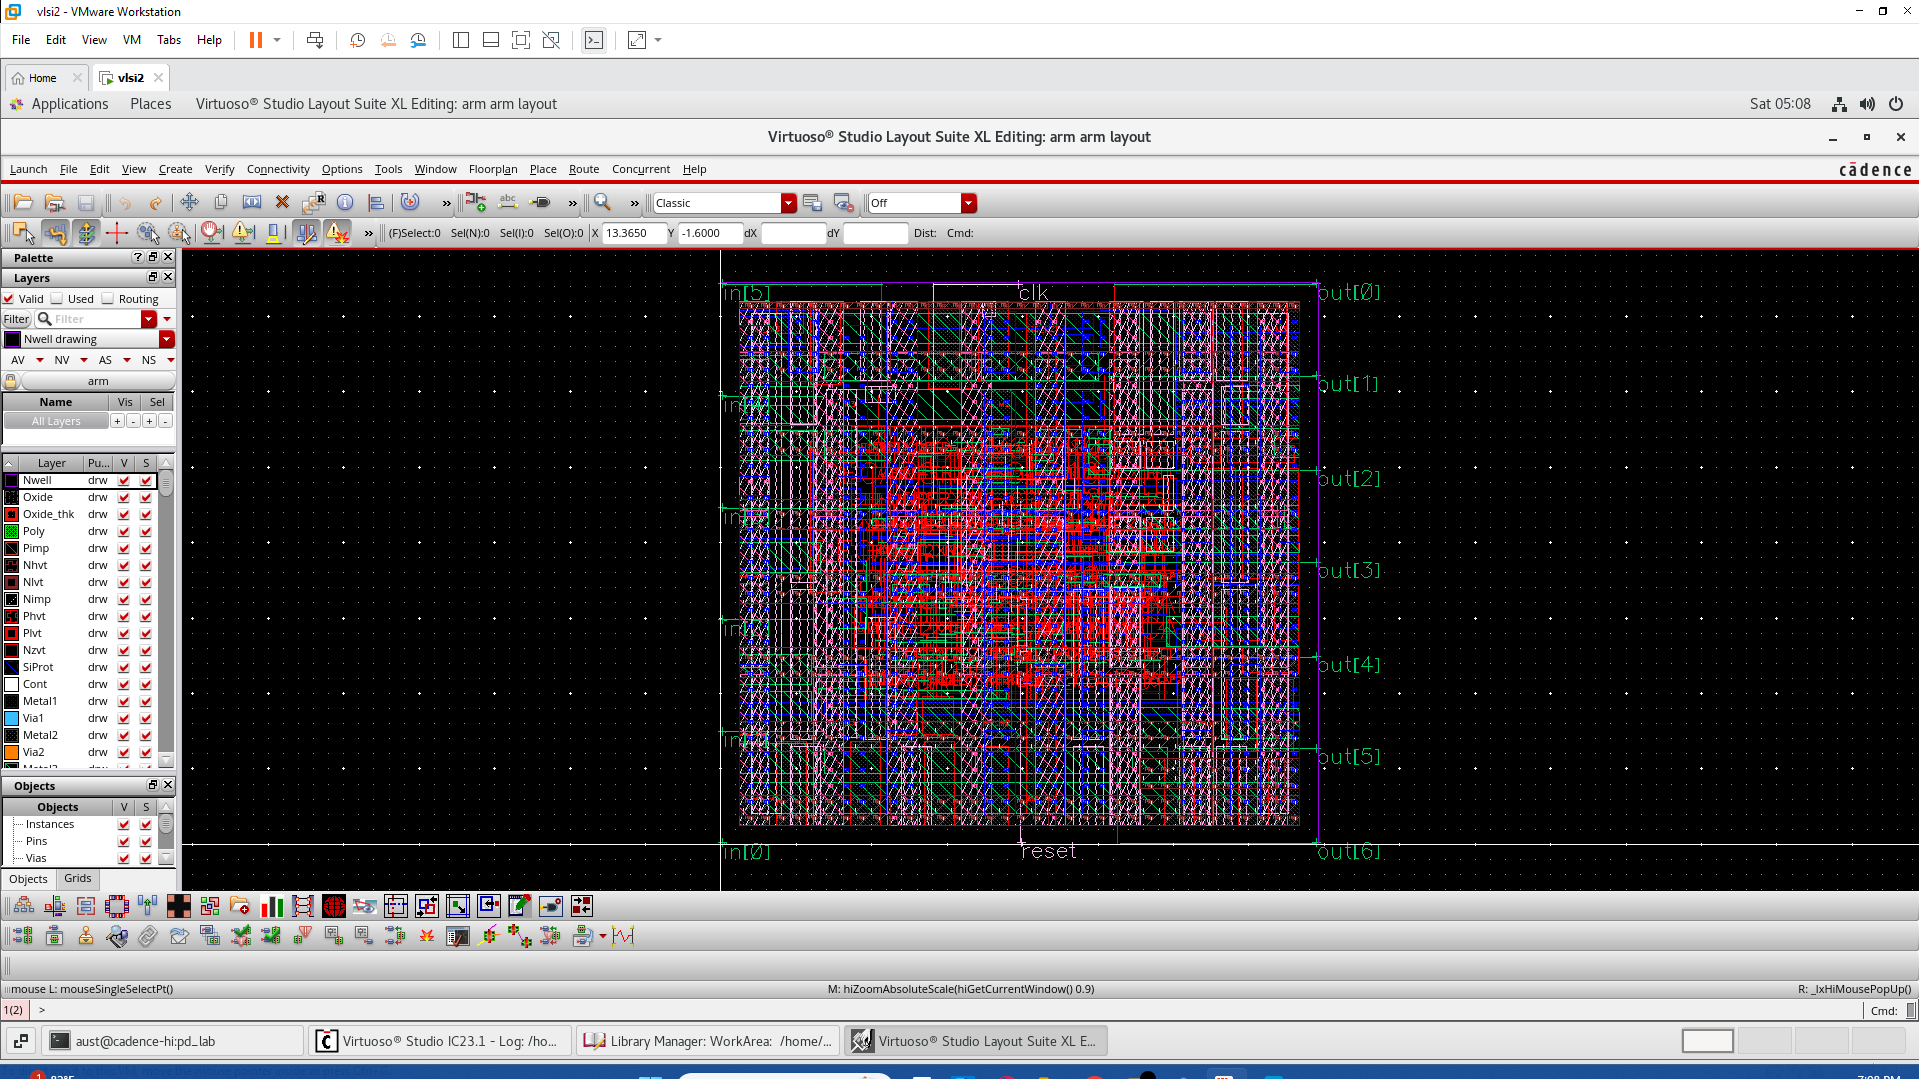 vlsi2 - VMware Workstation
File Edit View VM Tabs Help
Home vlsi2
Applications Places Virtuoso® Studio Layout Suite XL Editing: arm arm layout Sat 05:08
Virtuoso® Studio Layout Suite XL Editing: arm arm layout
Launch File Edit View Create Verify Connectivity Options Tools Window Floorplan Place Route Concurrent Help cādence
» abc » » Classic Off
» (F)Select:0 Sel(N):0 Sel(I):0 Sel(O):0 X 13.3650 Y -1.6000 dX dY Dist: Cmd:
Palette ?
Layers
Valid Used Routing
Filter Filter
Nwell drawing
AV NV AS NS
arm
Name Vis Sel
All Layers + - + -
Layer Pu... V S
Nwell drw
Oxide drw
Oxide_thk drw
Poly drw
Pimp drw
Nhvt drw
Nlvt drw
Nimp drw
Phvt drw
Plvt drw
Nzvt drw
SiProt drw
Cont drw
Metal1 drw
Via1 drw
Metal2 drw
Via2 drw
Objects
Objects V S
Instances
Pins
Vias
Objects Grids
in[5] clk out[0]
out[1]
out[2]
out[3]
out[4]
out[5]
in[0] reset out[6]
mouse L: mouseSingleSelectPt() M: hiZoomAbsoluteScale(hiGetCurrentWindow() 0.9) R: _lxHiMousePopUp()
1(2) > Cmd:
aust@cadence-hi:pd_lab Virtuoso® Studio IC23.1 - Log: /ho... Library Manager: WorkArea: /home/... Virtuoso® Studio Layout Suite XL E...